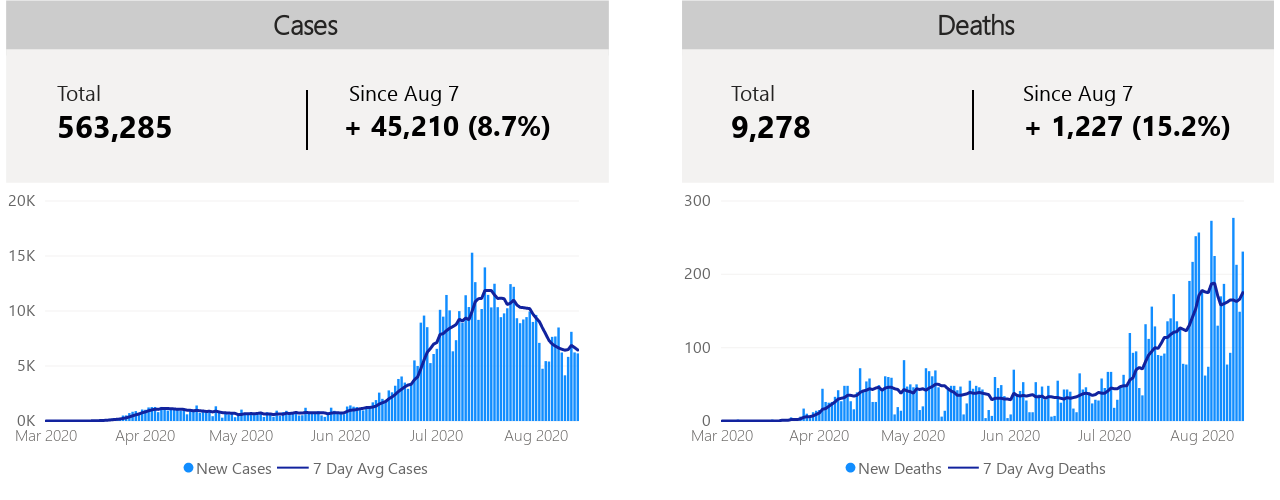 Cases
Total
563,285
Since Aug 7
+ 45,210 (8.7%)
20K
15K
10K
5K
0K
Mar 2020 Apr 2020 May 2020 Jun 2020 Jul 2020 Aug 2020
New Cases 7 Day Avg Cases
Deaths
Total
9,278
Since Aug 7
+ 1,227 (15.2%)
300
200
100
0
Mar 2020 Apr 2020 May 2020 Jun 2020 Jul 2020 Aug 2020
New Deaths 7 Day Avg Deaths